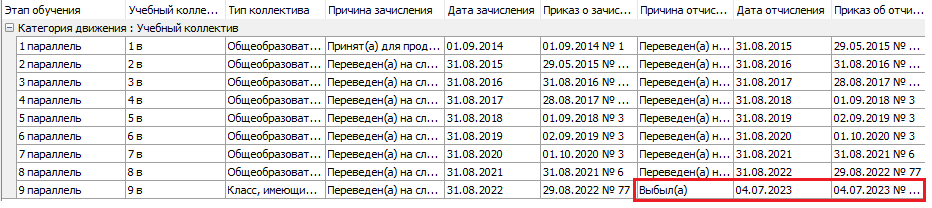 Этап обучения Учебный колле... Тип коллектива Причина зачисления Дата зачисления Приказ о зачис... Причина отчис... Дата отчисления Приказ об отчи...
Категория движения : Учебный коллектив
1 параллель 1 в Общеобразоват... Принят(а) для прод... 01.09.2014 01.09.2014 № 1 Переведен(а) н... 31.08.2015 29.05.2015 № ...
2 параллель 2 в Общеобразоват... Переведен(а) на сл... 31.08.2015 29.05.2015 № ... Переведен(а) н... 31.08.2016 31.08.2016 № ...
3 параллель 3 в Общеобразоват... Переведен(а) на сл... 31.08.2016 31.08.2016 № ... Переведен(а) н... 31.08.2017 28.08.2017 № ...
4 параллель 4 в Общеобразоват... Переведен(а) на сл... 31.08.2017 28.08.2017 № ... Переведен(а) н... 31.08.2018 01.09.2018 № 3
5 параллель 5 в Общеобразоват... Переведен(а) на сл... 31.08.2018 01.09.2018 № 3 Переведен(а) н... 31.08.2019 02.09.2019 № 3
6 параллель 6 в Общеобразоват... Переведен(а) на сл... 31.08.2019 02.09.2019 № 3 Переведен(а) н... 31.08.2020 01.10.2020 № 3
7 параллель 7 в Общеобразоват... Переведен(а) на сл... 31.08.2020 01.10.2020 № 3 Переведен(а) н... 31.08.2021 31.08.2021 № 6
8 параллель 8 в Общеобразоват... Переведен(а) на сл... 31.08.2021 31.08.2021 № 6 Переведен(а) н... 31.08.2022 29.08.2022 № 77
9 параллель 9 в Класс, имеющи... Переведен(а) на сл... 31.08.2022 29.08.2022 № 77 Выбыл(а) 04.07.2023 04.07.2023 № ...